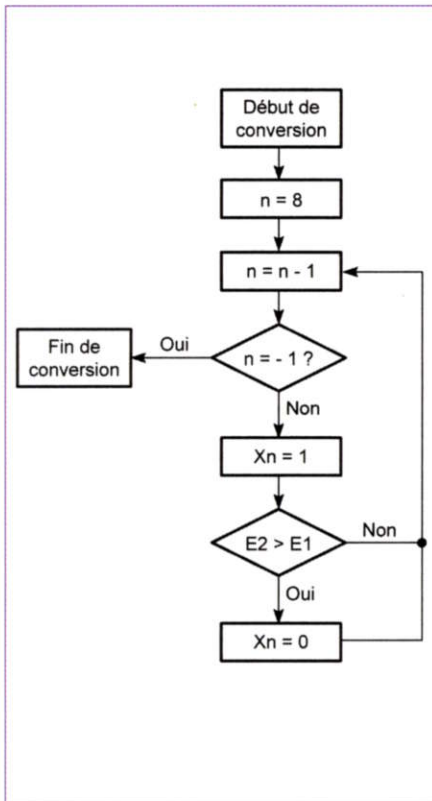 Début de
conversion
n = 8
n = n - 1
Fin de
conversion
Oui
n = - 1 ?
Non
Xn = 1
E2 > E1
Non
Oui
Xn = 0